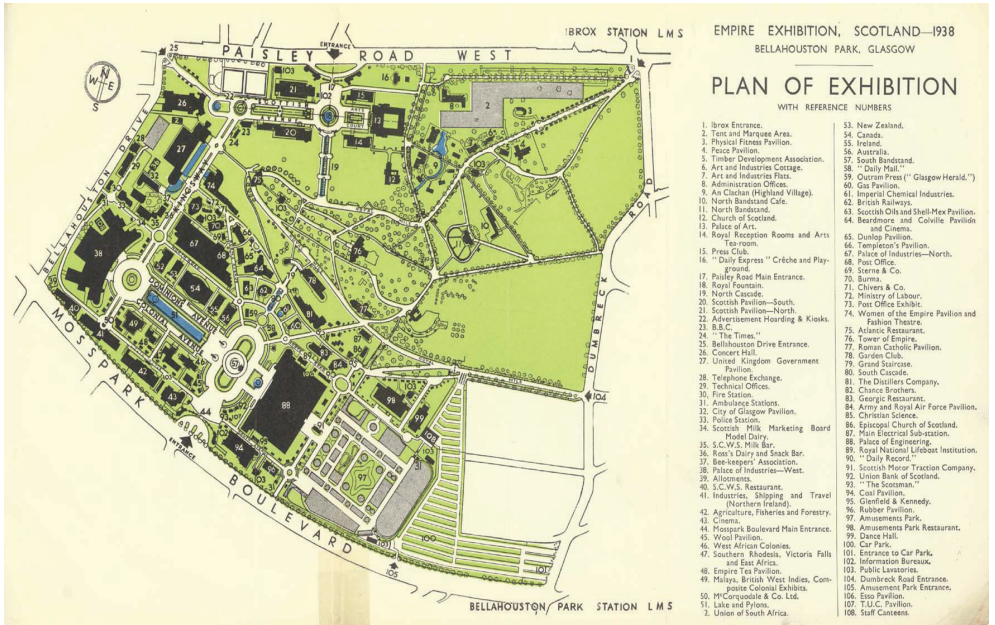 IBROX STATION L M S
25
PAISLEY ROAD WEST
ENTRANCE
N
W E
S
BELLAHOUSTON DRIVE
DOMINIONS AVENUE
COLONIAL AVENUE
MOSSPARK BOULEVARD
ENTRANCE
DUMBRECK ROAD
104
105
BELLAHOUSTON PARK STATION L M S
EMPIRE EXHIBITION, SCOTLAND—1938
BELLAHOUSTON PARK, GLASGOW
PLAN OF EXHIBITION
WITH REFERENCE NUMBERS
1. Ibrox Entrance.
2. Tent and Marquee Area.
3. Physical Fitness Pavilion.
4. Peace Pavilion.
5. Timber Development Association.
6. Art and Industries Cottage.
7. Art and Industries Flats.
8. Administration Offices.
9. An Clachan (Highland Village).
10. North Bandstand Cafe.
11. North Bandstand.
12. Church of Scotland.
13. Palace of Art.
14. Royal Reception Rooms and Arts
Tea-room.
15. Press Club.
16. "Daily Express" Crêche and Play-
ground.
17. Paisley Road Main Entrance.
18. Royal Fountain.
19. North Cascade.
20. Scottish Pavilion—South.
21. Scottish Pavilion—North.
22. Advertisement Hoarding & Kiosks.
23. B.B.C.
24. "The Times."
25. Bellahouston Drive Entrance.
26. Concert Hall.
27. United Kingdom Government
Pavilion.
28. Telephone Exchange.
29. Technical Offices.
30. Fire Station.
31. Ambulance Stations.
32. City of Glasgow Pavilion.
33. Police Station.
34. Scottish Milk Marketing Board
Model Dairy.
35. S.C.W.S. Milk Bar.
36. Ross's Dairy and Snack Bar.
37. Bee-keepers' Association.
38. Palace of Industries—West.
39. Allotments.
40. S.C.W.S. Restaurant.
41. Industries, Shipping and Travel
(Northern Ireland).
42. Agriculture, Fisheries and Forestry.
43. Cinema.
44. Mosspark Boulevard Main Entrance.
45. Wool Pavilion.
46. West African Colonies.
47. Southern Rhodesia, Victoria Falls
and East Africa.
48. Empire Tea Pavilion.
49. Malaya, British West Indies, Com-
posite Colonial Exhibits.
50. McCorquodale & Co. Ltd.
51. Lake and Pylons.
2. Union of South Africa.
53. New Zealand.
54. Canada.
55. Ireland.
56. Australia.
57. South Bandstand.
58. "Daily Mail."
59. Outram Press ("Glasgow Herald.")
60. Gas Pavilion.
61. Imperial Chemical Industries.
62. British Railways.
63. Scottish Oils and Shell-Mex Pavilion.
64. Beardmore and Colville Pavilion
and Cinema.
65. Dunlop Pavilion.
66. Templeton's Pavilion.
67. Palace of Industries—North.
68. Post Office.
69. Sterne & Co.
70. Burma.
71. Chivers & Co.
72. Ministry of Labour.
73. Post Office Exhibit.
74. Women of the Empire Pavilion and
Fashion Theatre.
75. Atlantic Restaurant.
76. Tower of Empire.
77. Roman Catholic Pavilion.
78. Garden Club.
79. Grand Staircase.
80. South Cascade.
81. The Distillers Company.
82. Chance Brothers.
83. Georgic Restaurant.
84. Army and Royal Air Force Pavilion.
85. Christian Science.
86. Episcopal Church of Scotland.
87. Main Electrical Sub-station.
88. Palace of Engineering.
89. Royal National Lifeboat Institution.
90. "Daily Record."
91. Scottish Motor Traction Company.
92. Union Bank of Scotland.
93. "The Scotsman."
94. Coal Pavilion.
95. Glenfield & Kennedy.
96. Rubber Pavilion.
97. Amusements Park.
98. Amusements Park Restaurant.
99. Dance Hall.
100. Car Park.
101. Entrance to Car Park.
102. Information Bureaux.
103. Public Lavatories.
104. Dumbreck Road Entrance.
105. Amusement Park Entrance.
106. Esso Pavilion.
107. T.U.C. Pavilion.
108. Staff Canteens.